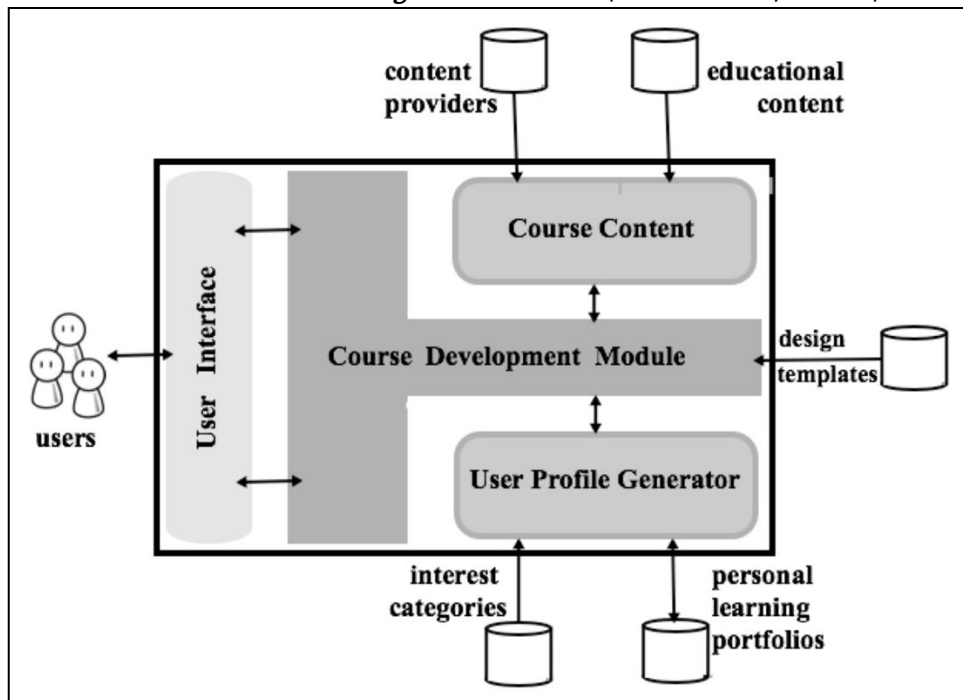 content
providers
educational
content
Course Content
User Interface
Course Development Module
design
templates
users
User Profile Generator
interest
categories
personal
learning
portfolios